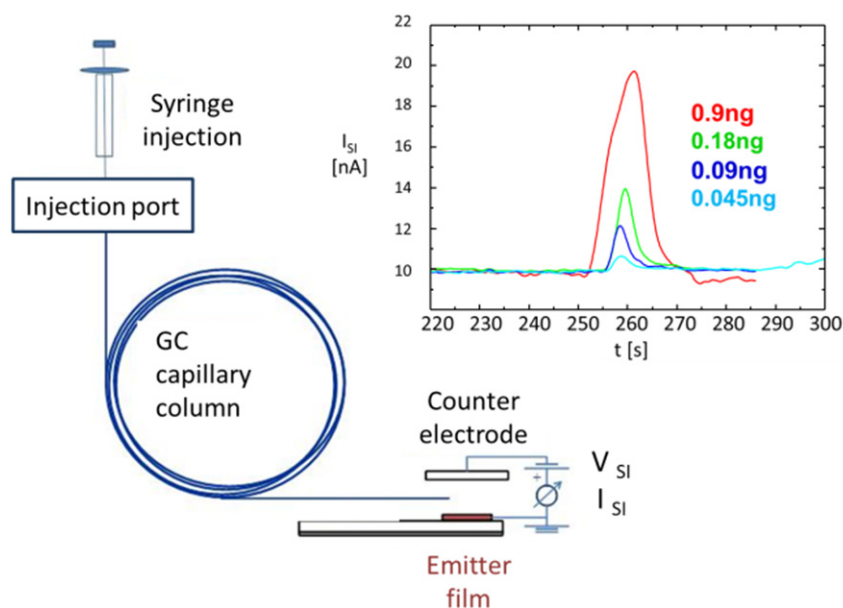 Syringe
injection
Injection port
GC
capillary
column
Counter
electrode
V SI
+
I SI
Emitter
film
22
20
18
16
14
12
10
8
I SI
[nA]
0.9ng
0.18ng
0.09ng
0.045ng
220 230 240 250 260 270 280 290 300
t [s]